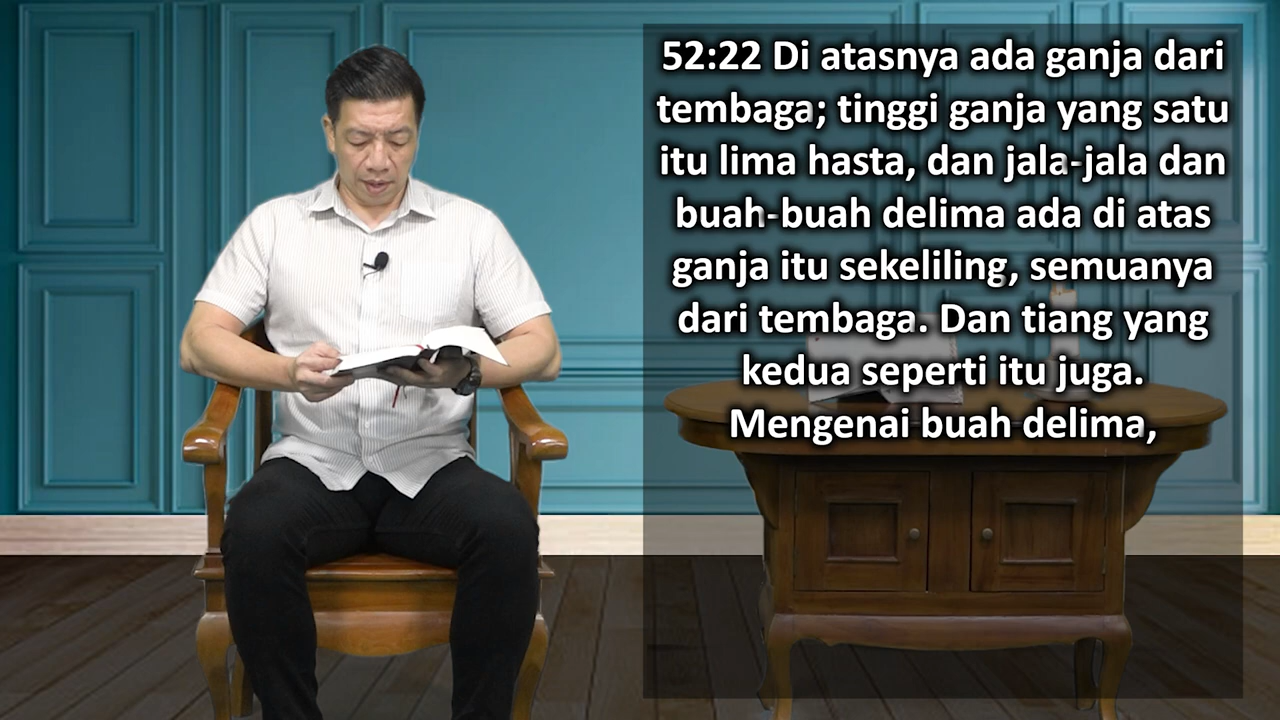 52:22 Di atasnya ada ganja dari
tembaga; tinggi ganja yang satu
itu lima hasta, dan jala-jala dan
buah-buah delima ada di atas
ganja itu sekeliling, semuanya
dari tembaga. Dan tiang yang
kedua seperti itu juga.
Mengenai buah delima,